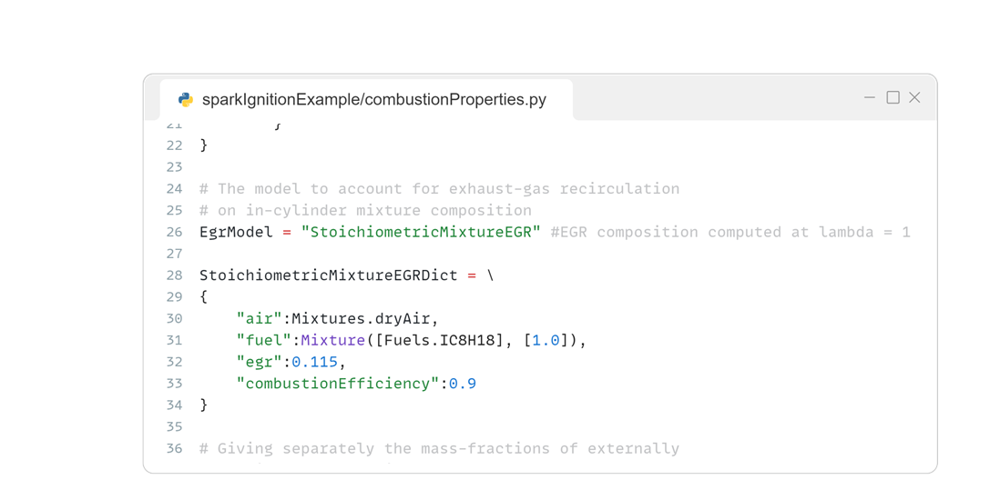 sparkIgnitionExample/combustionProperties.py
21 }
22 }
23
24 # The model to account for exhaust-gas recirculation
25 # on in-cylinder mixture composition
26 EgrModel = "StoichiometricMixtureEGR" #EGR composition computed at lambda = 1
27
28 StoichiometricMixtureEGRDict = \
29 {
30     "air":Mixtures.dryAir,
31     "fuel":Mixture([Fuels.IC8H18], [1.0]),
32     "egr":0.115,
33     "combustionEfficiency":0.9
34 }
35
36 # Giving separately the mass-fractions of externally